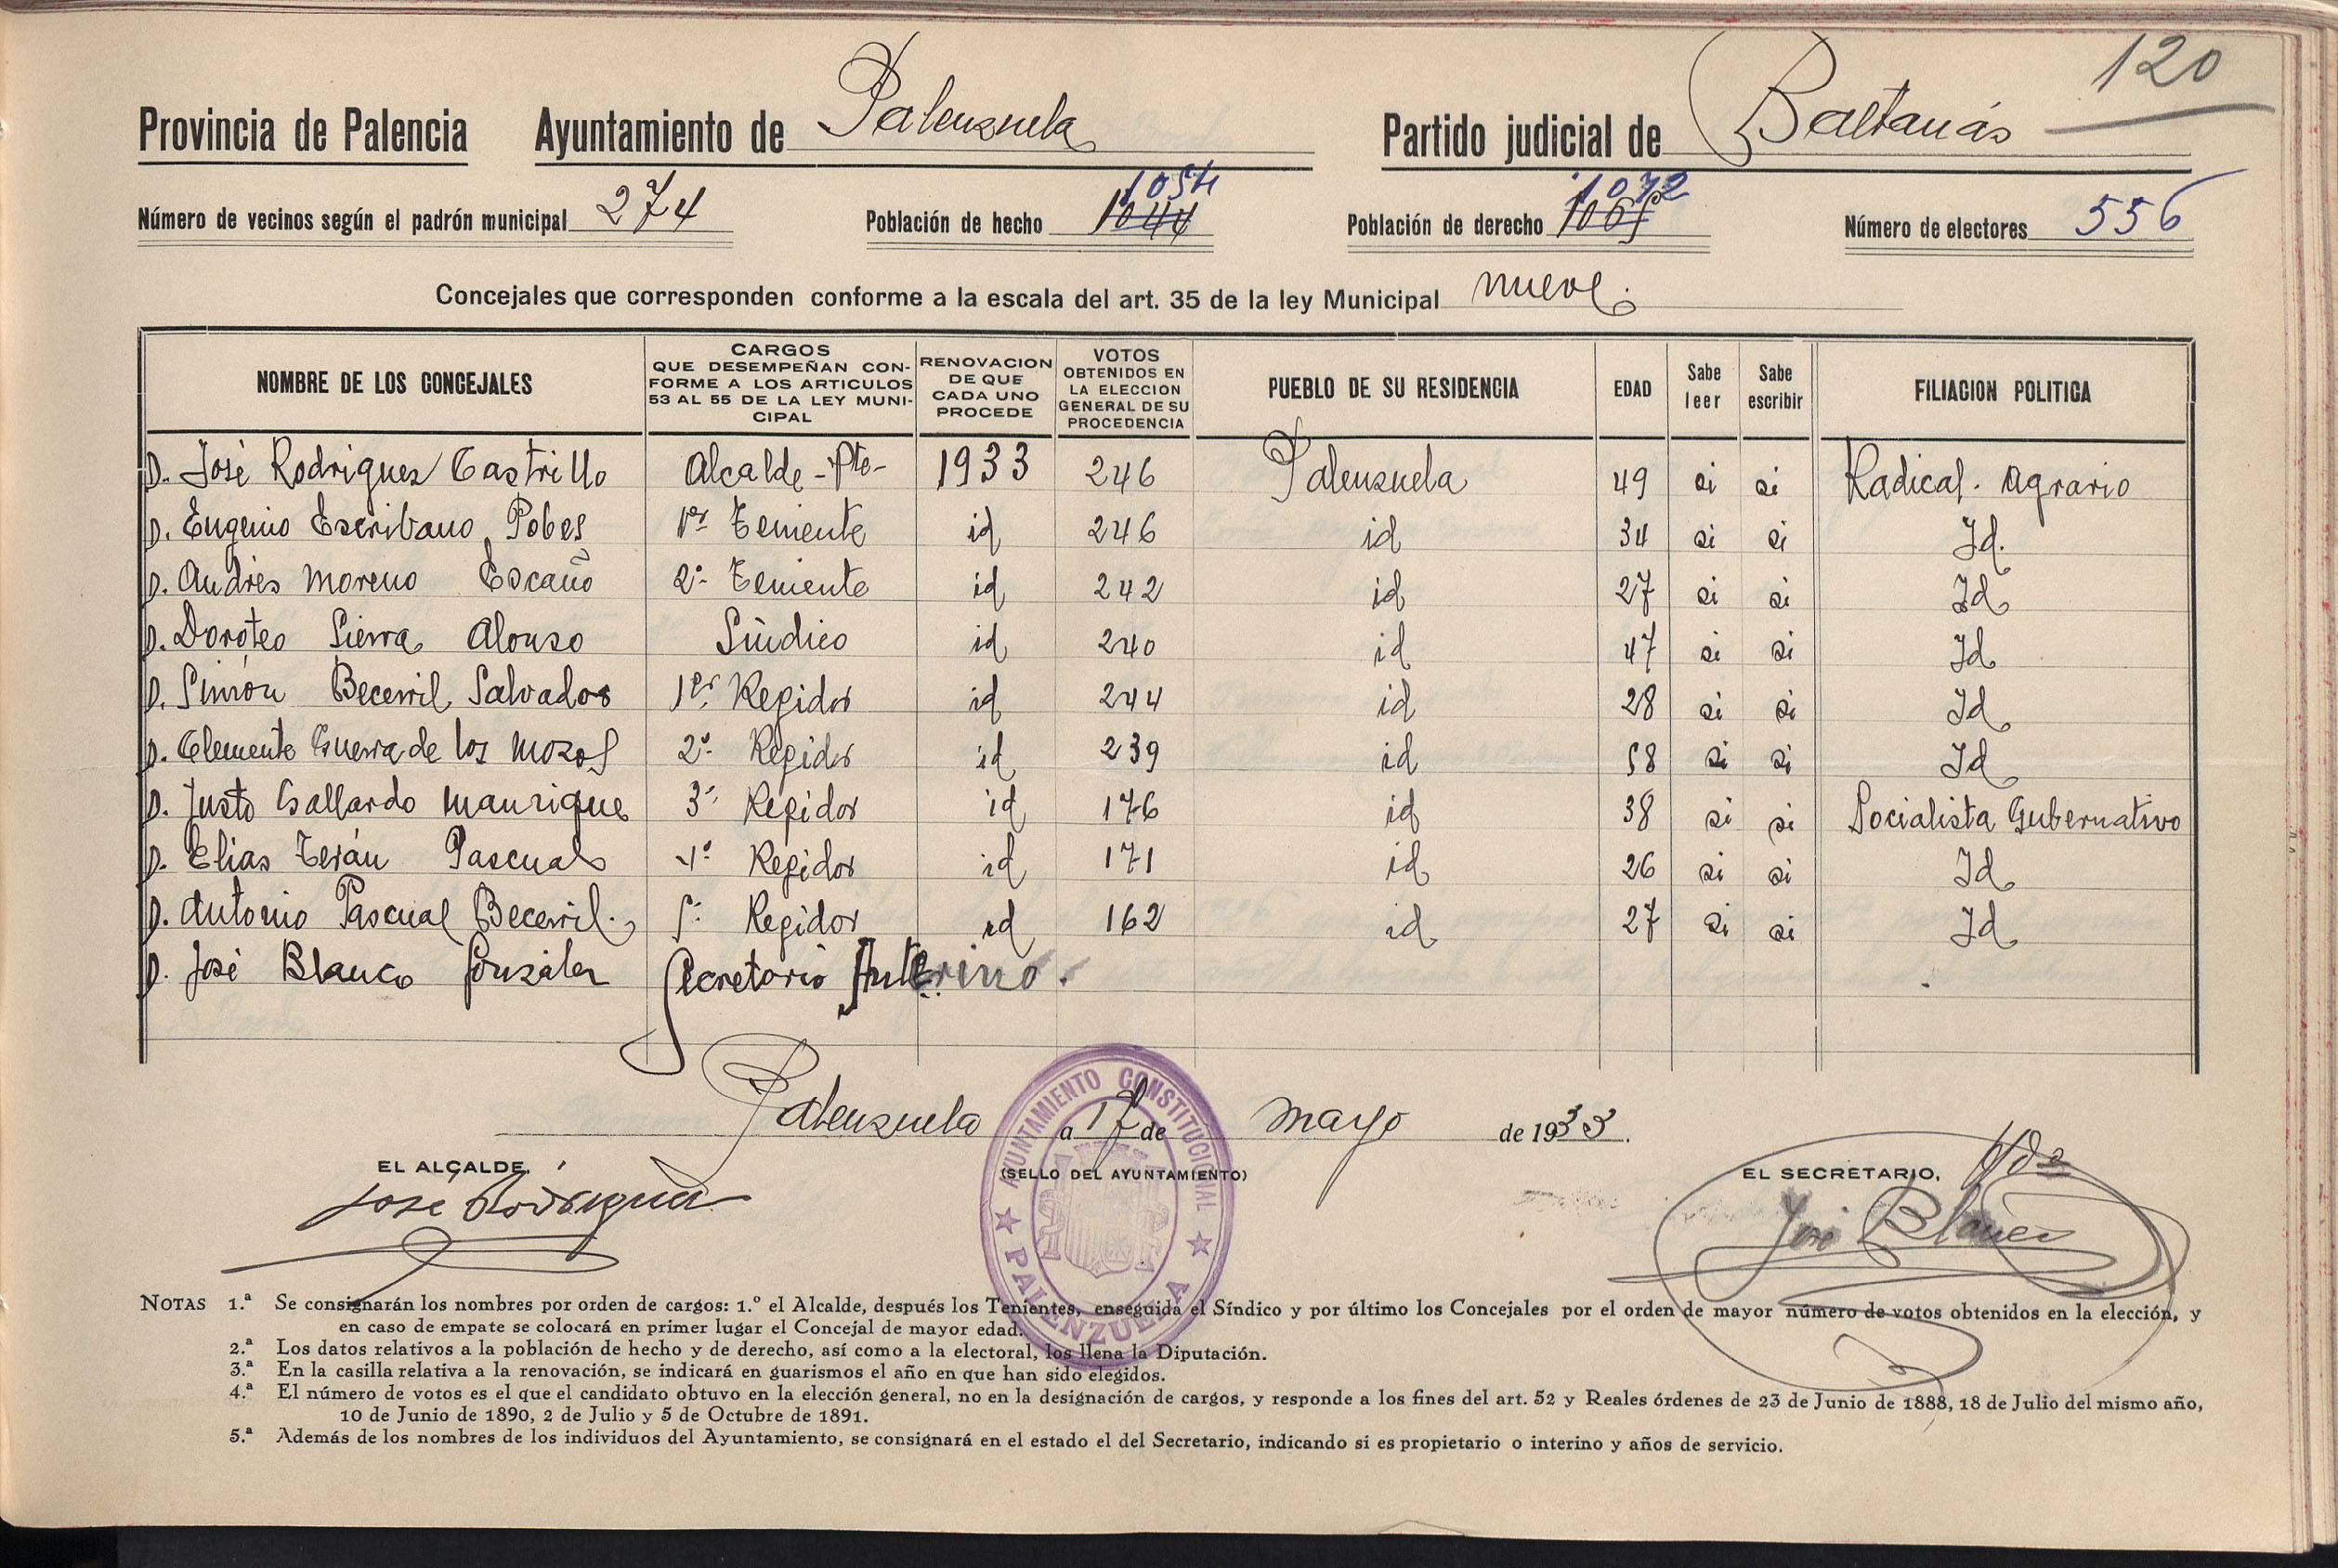 120
Provincia de Palencia Ayuntamiento de Palenzuela Partido judicial de Baltanás
1054 1072
Número de vecinos según el padrón municipal 274 Población de hecho 1044 Población de derecho 1065 Número de electores 556
Concejales que corresponden conforme a la escala del art. 35 de la ley Municipal nueve.
NOMBRE DE LOS CONCEJALES CARGOS QUE DESEMPEÑAN CONFORME A LOS ARTICULOS 53 AL 55 DE LA LEY MUNICIPAL RENOVACION DE QUE CADA UNO PROCEDE VOTOS OBTENIDOS EN LA ELECCION GENERAL DE SU PROCEDENCIA PUEBLO DE SU RESIDENCIA EDAD Sabe leer Sabe escribir FILIACION POLITICA
D. José Rodriguez Castrillo Alcalde-Pte- 1933 246 Palenzuela 49 si si Radical. Agrario
D. Eugenio Escribano Pobes 1er Teniente id 246 id 34 si si Id.
D. Andrés Moreno Escaño 2º Teniente id 242 id 27 si si Id
D. Doroteo Sierra Alonso Síndico id 240 id 47 si si Id
D. Simón Becerril Salvador 1er Regidor id 244 id 28 si si Id
D. Clemente Guerra de los Mozos 2º Regidor id 239 id 58 si si Id
D. Justo Gallardo Manrique 3º Regidor id 176 id 38 si si Socialista Gubernativo
D. Elias Terán Pascual 4º Regidor id 171 id 26 si si Id
D. Antonio Pascual Becerril. 5º Regidor id 162 id 27 si si Id
D. José Blanco González Secretario Interino.
Palenzuela a 17 de mayo de 1933.
EL ALCALDE, (SELLO DEL AYUNTAMIENTO) EL SECRETARIO,
José Rodríguez José Blanco
AYUNTAMIENTO CONSTITUCIONAL
PALENZUELA
NOTAS 1.ª Se consignarán los nombres por orden de cargos: 1.º el Alcalde, después los Tenientes, enseguida el Síndico y por último los Concejales por el orden de mayor número de votos obtenidos en la elección, y
en caso de empate se colocará en primer lugar el Concejal de mayor edad.
2.ª Los datos relativos a la población de hecho y de derecho, así como a la electoral, los llena la Diputación.
3.ª En la casilla relativa a la renovación, se indicará en guarismos el año en que han sido elegidos.
4.ª El número de votos es el que el candidato obtuvo en la elección general, no en la designación de cargos, y responde a los fines del art. 52 y Reales órdenes de 23 de Junio de 1888, 18 de Julio del mismo año,
10 de Junio de 1890, 2 de Julio y 5 de Octubre de 1891.
5.ª Además de los nombres de los individuos del Ayuntamiento, se consignará en el estado el del Secretario, indicando si es propietario o interino y años de servicio.